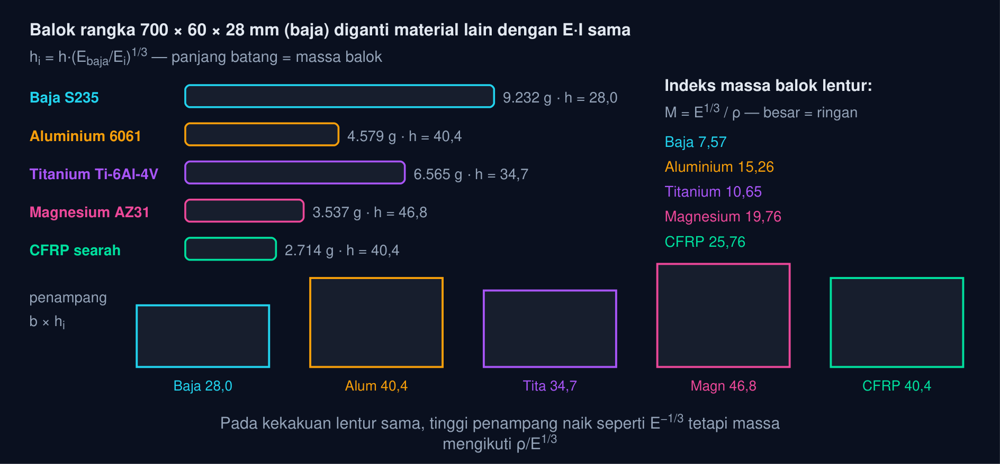 Balok rangka 700 × 60 × 28 mm (baja) diganti material lain dengan E·I sama
hᵢ = h·(E_baja/Eᵢ)^1/3 — panjang batang = massa balok
Baja S235
9.232 g · h = 28,0
Aluminium 6061
4.579 g · h = 40,4
Titanium Ti-6Al-4V
6.565 g · h = 34,7
Magnesium AZ31
3.537 g · h = 46,8
CFRP searah
2.714 g · h = 40,4
Indeks massa balok lentur:
M = E^1/3 / ρ — besar = ringan
Baja 7,57
Aluminium 15,26
Titanium 10,65
Magnesium 19,76
CFRP 25,76
penampang
b × hᵢ
Baja 28,0
Alum 40,4
Tita 34,7
Magn 46,8
CFRP 40,4
Pada kekakuan lentur sama, tinggi penampang naik seperti E^−1/3 tetapi massa
mengikuti ρ/E^1/3